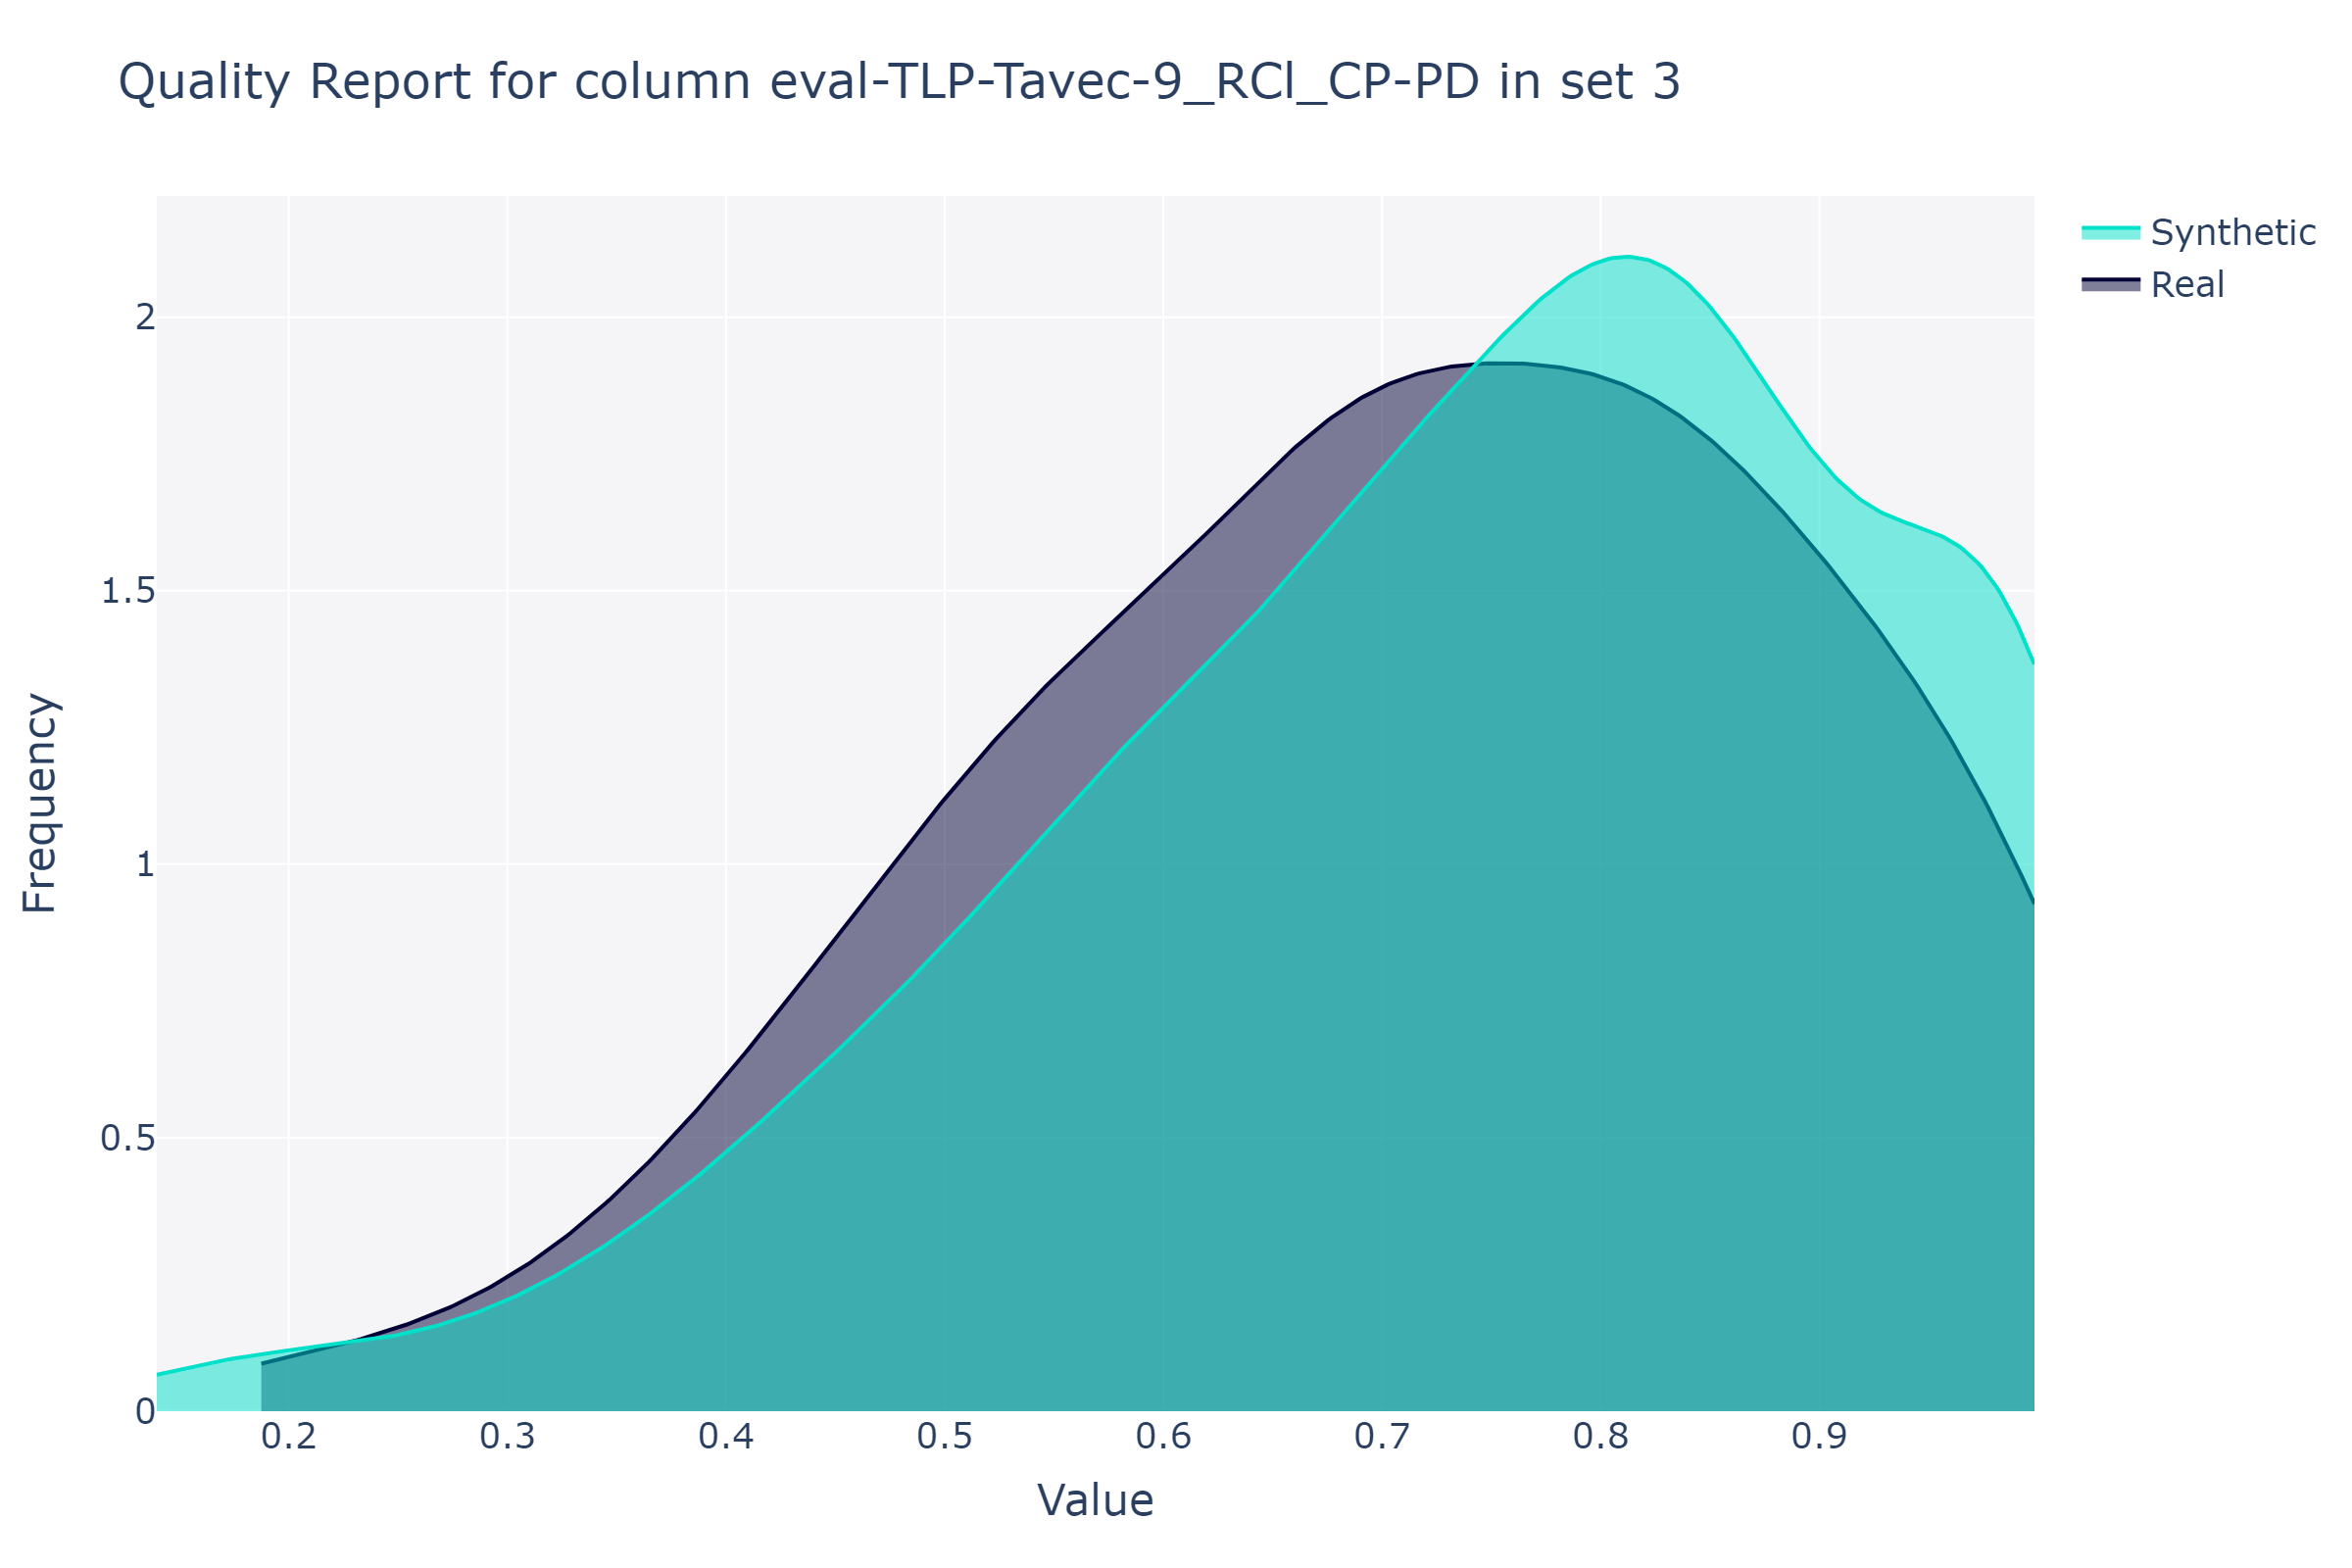 Quality Report for column eval-TLP-Tavec-9_RCl_CP-PD in set 3
Synthetic
Real
Frequency
2
1.5
1
0.5
0
0.2 0.3 0.4 0.5 0.6 0.7 0.8 0.9
Value